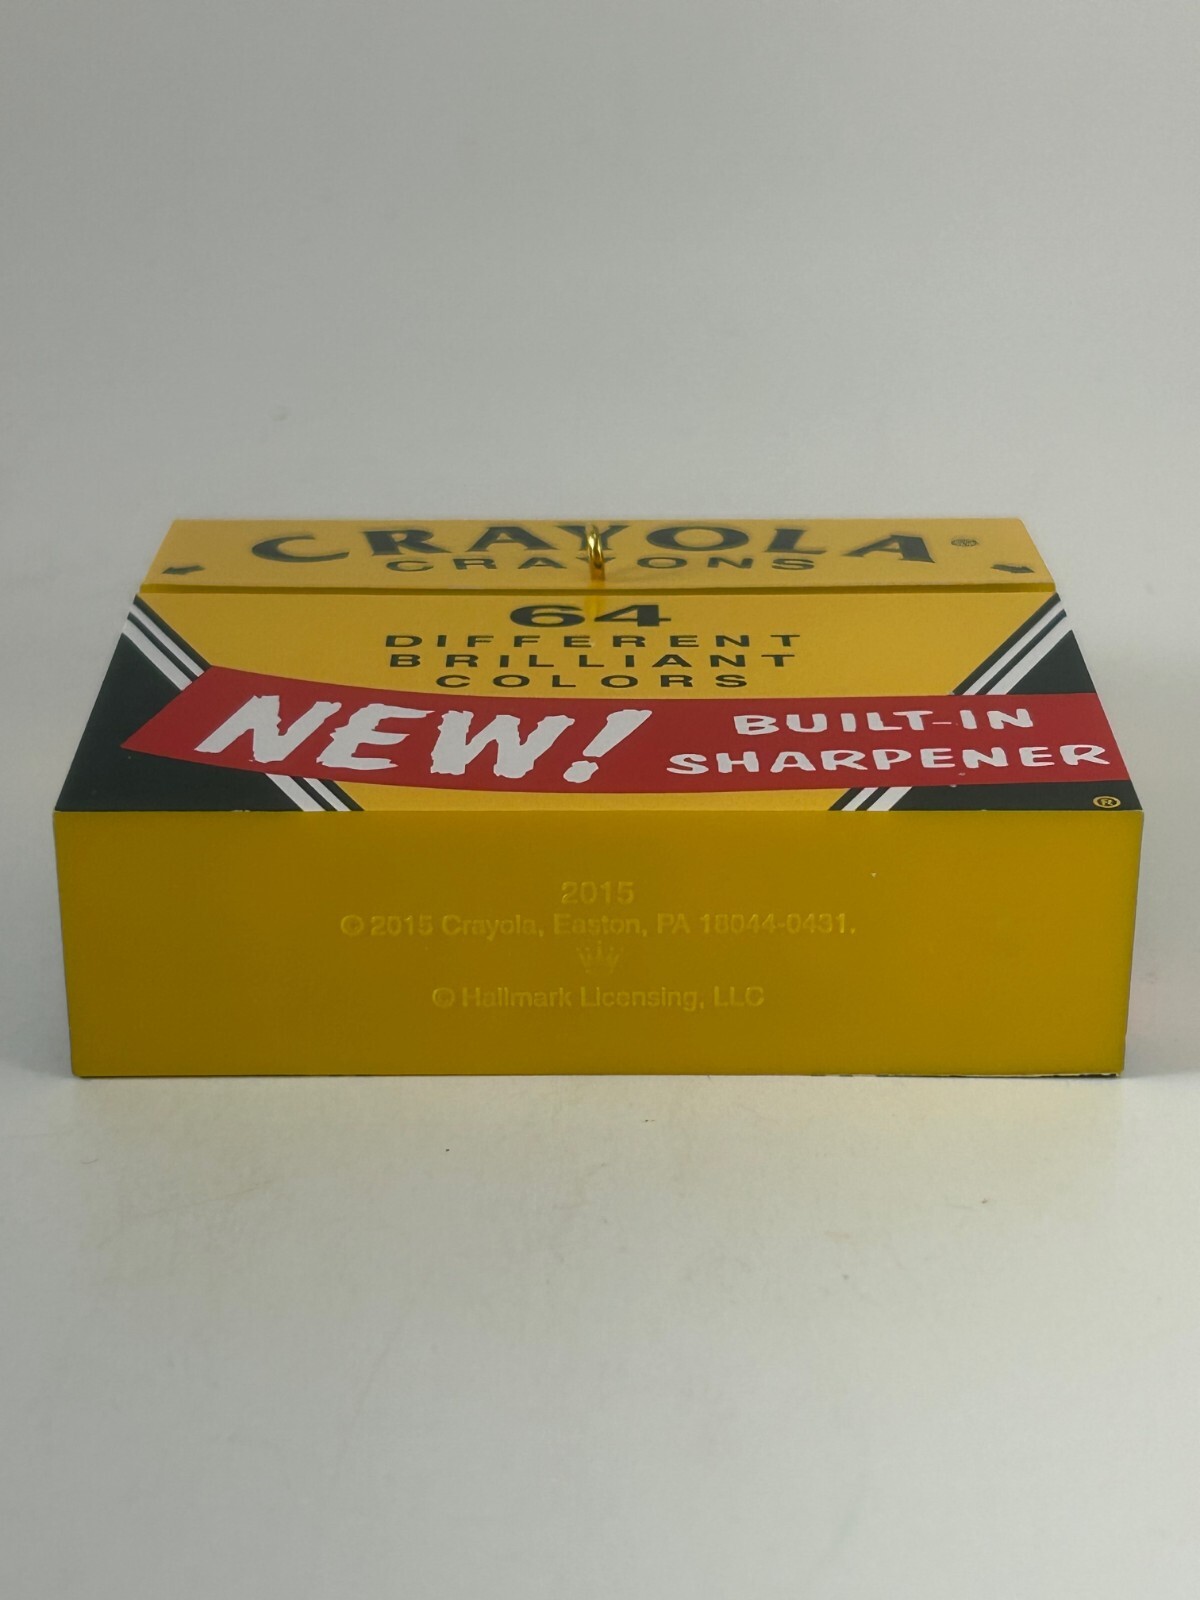 CRAYOLA®
CRAYONS
64
DIFFERENT
BRILLIANT
COLORS
NEW! BUILT-IN
SHARPENER
®
2015
© 2015 Crayola, Easton, PA 18044-0431.
© Hallmark Licensing, LLC